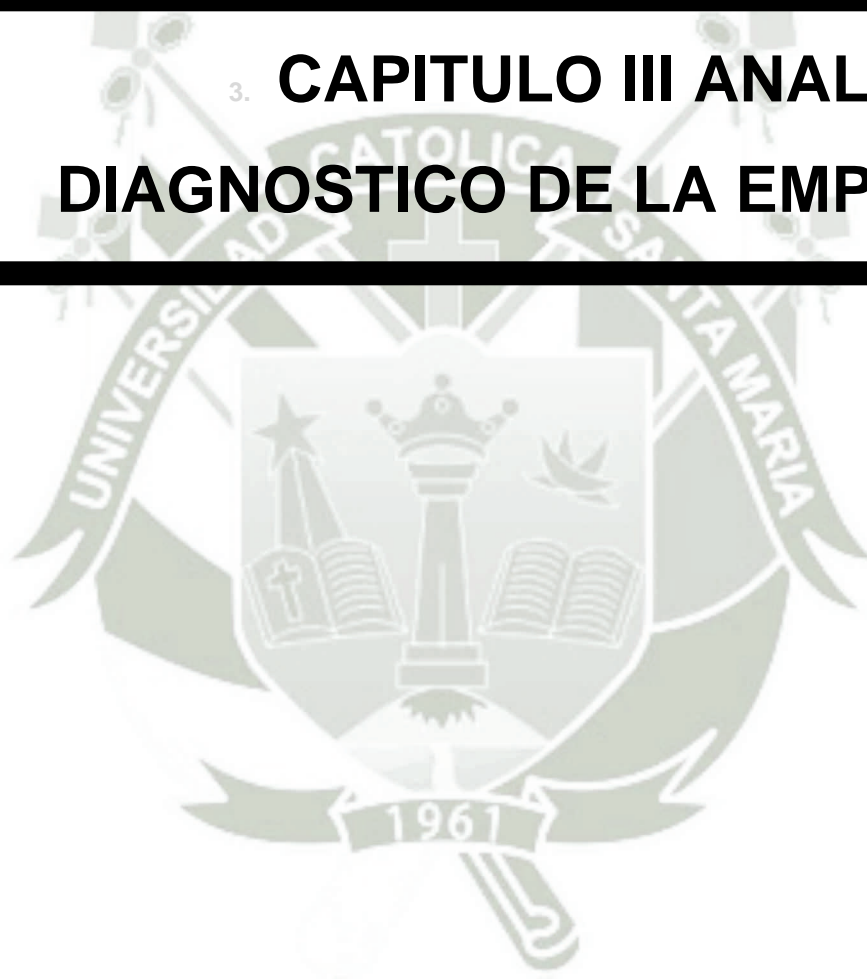 3. CAPITULO III ANAL
DIAGNOSTICO DE LA EMP
UNIVERSIDAD CATOLICA SANTA MARIA
1961